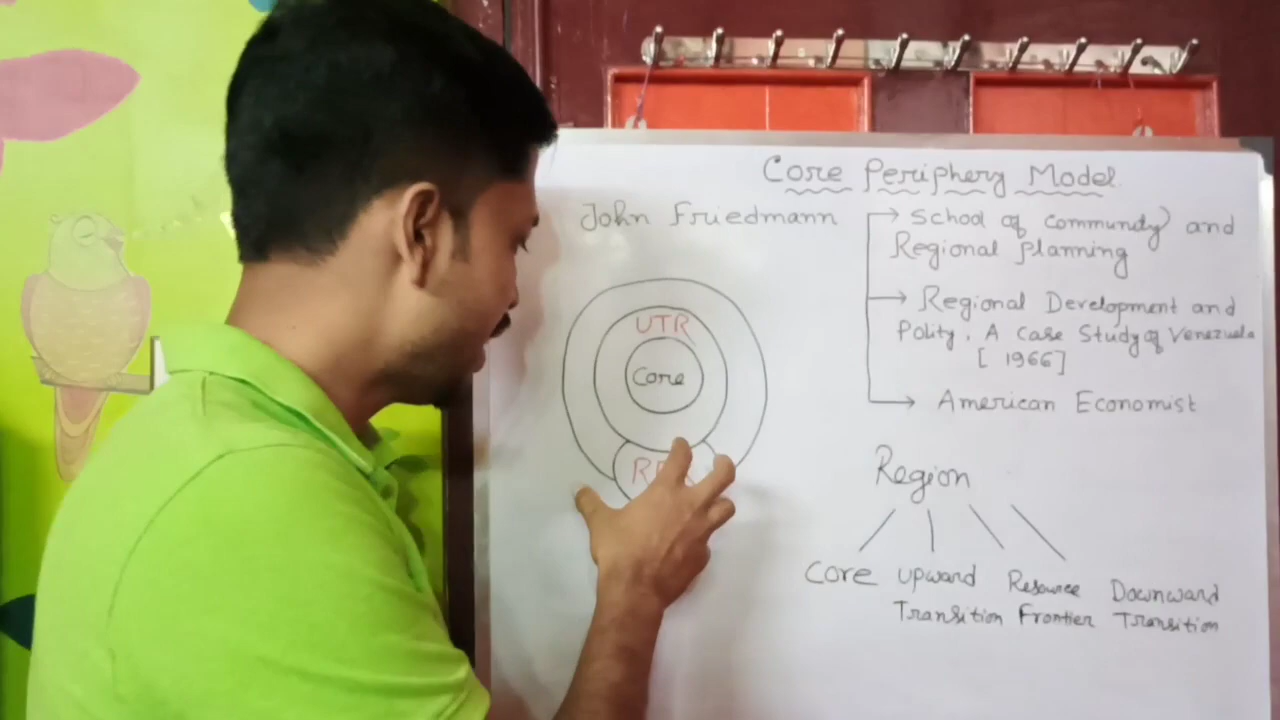 Core Periphery Model
John Friedmann
School of community and
Regional planning
Regional Development and
Polity: A Case Study of Venezuela
[ 1966]
American Economist
UTR
Core
Region
Core Upward Resource Downward
Transition Frontier Transition